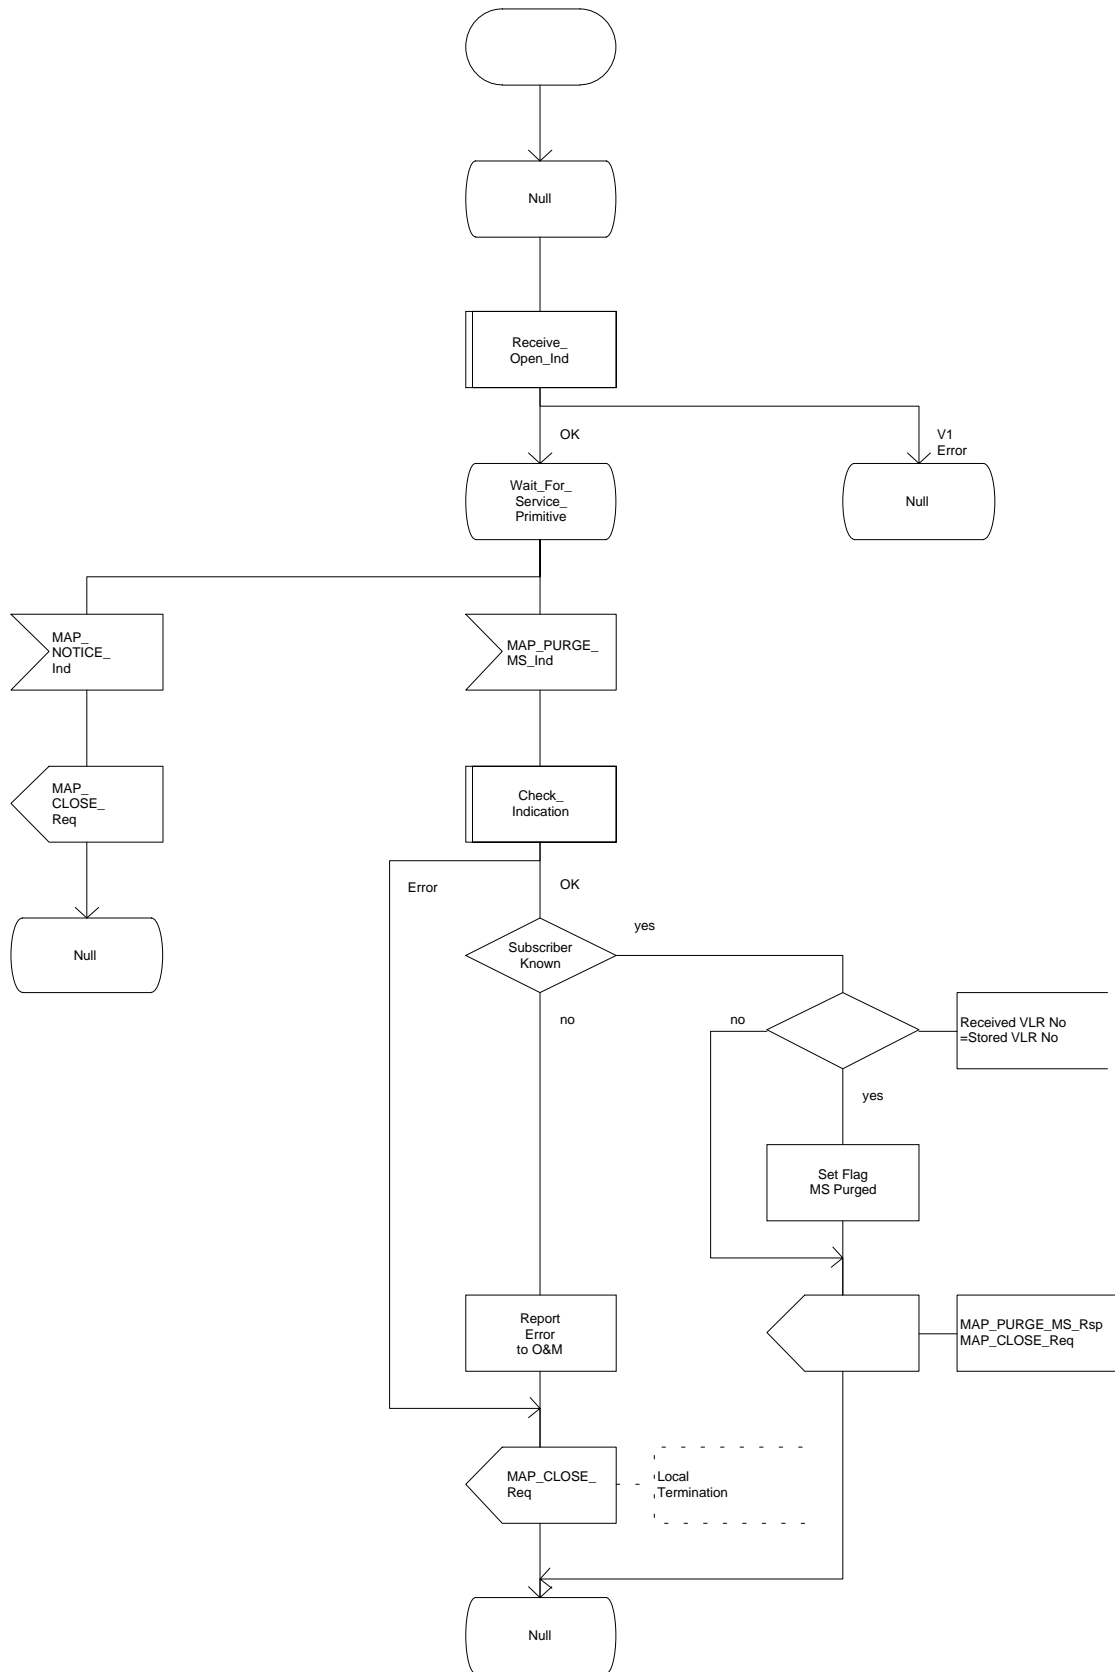 Null
Receive_
Open_Ind
OK
V1
Error
Wait_For_
Service_
Primitive
Null
MAP_
NOTICE_
Ind
MAP_PURGE_
MS_Ind
MAP_
CLOSE_
Req
Check_
Indication
Error
OK
Null
Subscriber
Known
yes
no
no
Received VLR No
=Stored VLR No
yes
Set Flag
MS Purged
Report
Error
to O&M
MAP_PURGE_MS_Rsp
MAP_CLOSE_Req
MAP_CLOSE_
Req
Local
Termination
Null